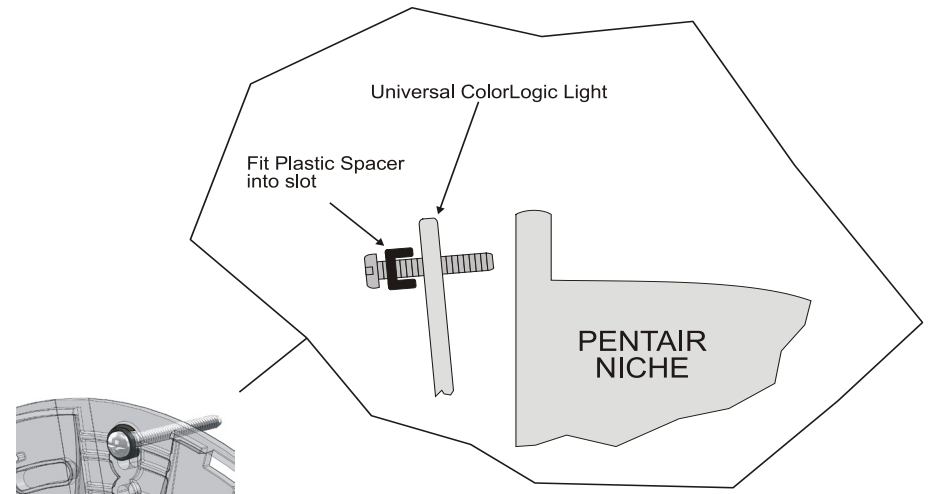 Universal ColorLogic Light
Fit Plastic Spacer
into slot
PENTAIR
NICHE